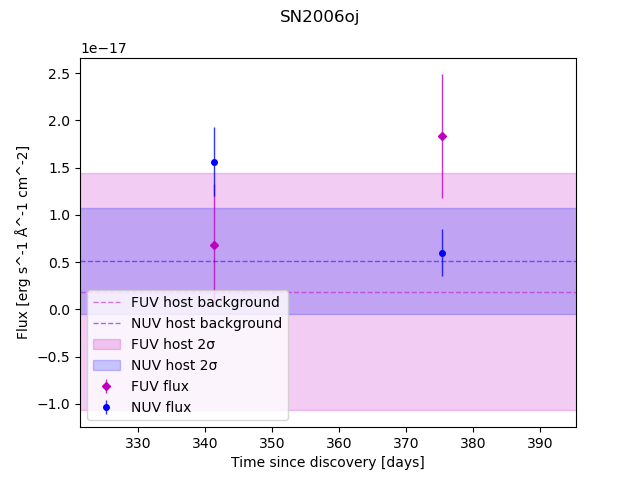 SN2006oj
1e−17
2.5
2.0
1.5
1.0
0.5
0.0
−0.5
−1.0
Flux [erg s^-1 Å^-1 cm^-2]
FUV host background
NUV host background
FUV host 2σ
NUV host 2σ
FUV flux
NUV flux
330 340 350 360 370 380 390
Time since discovery [days]